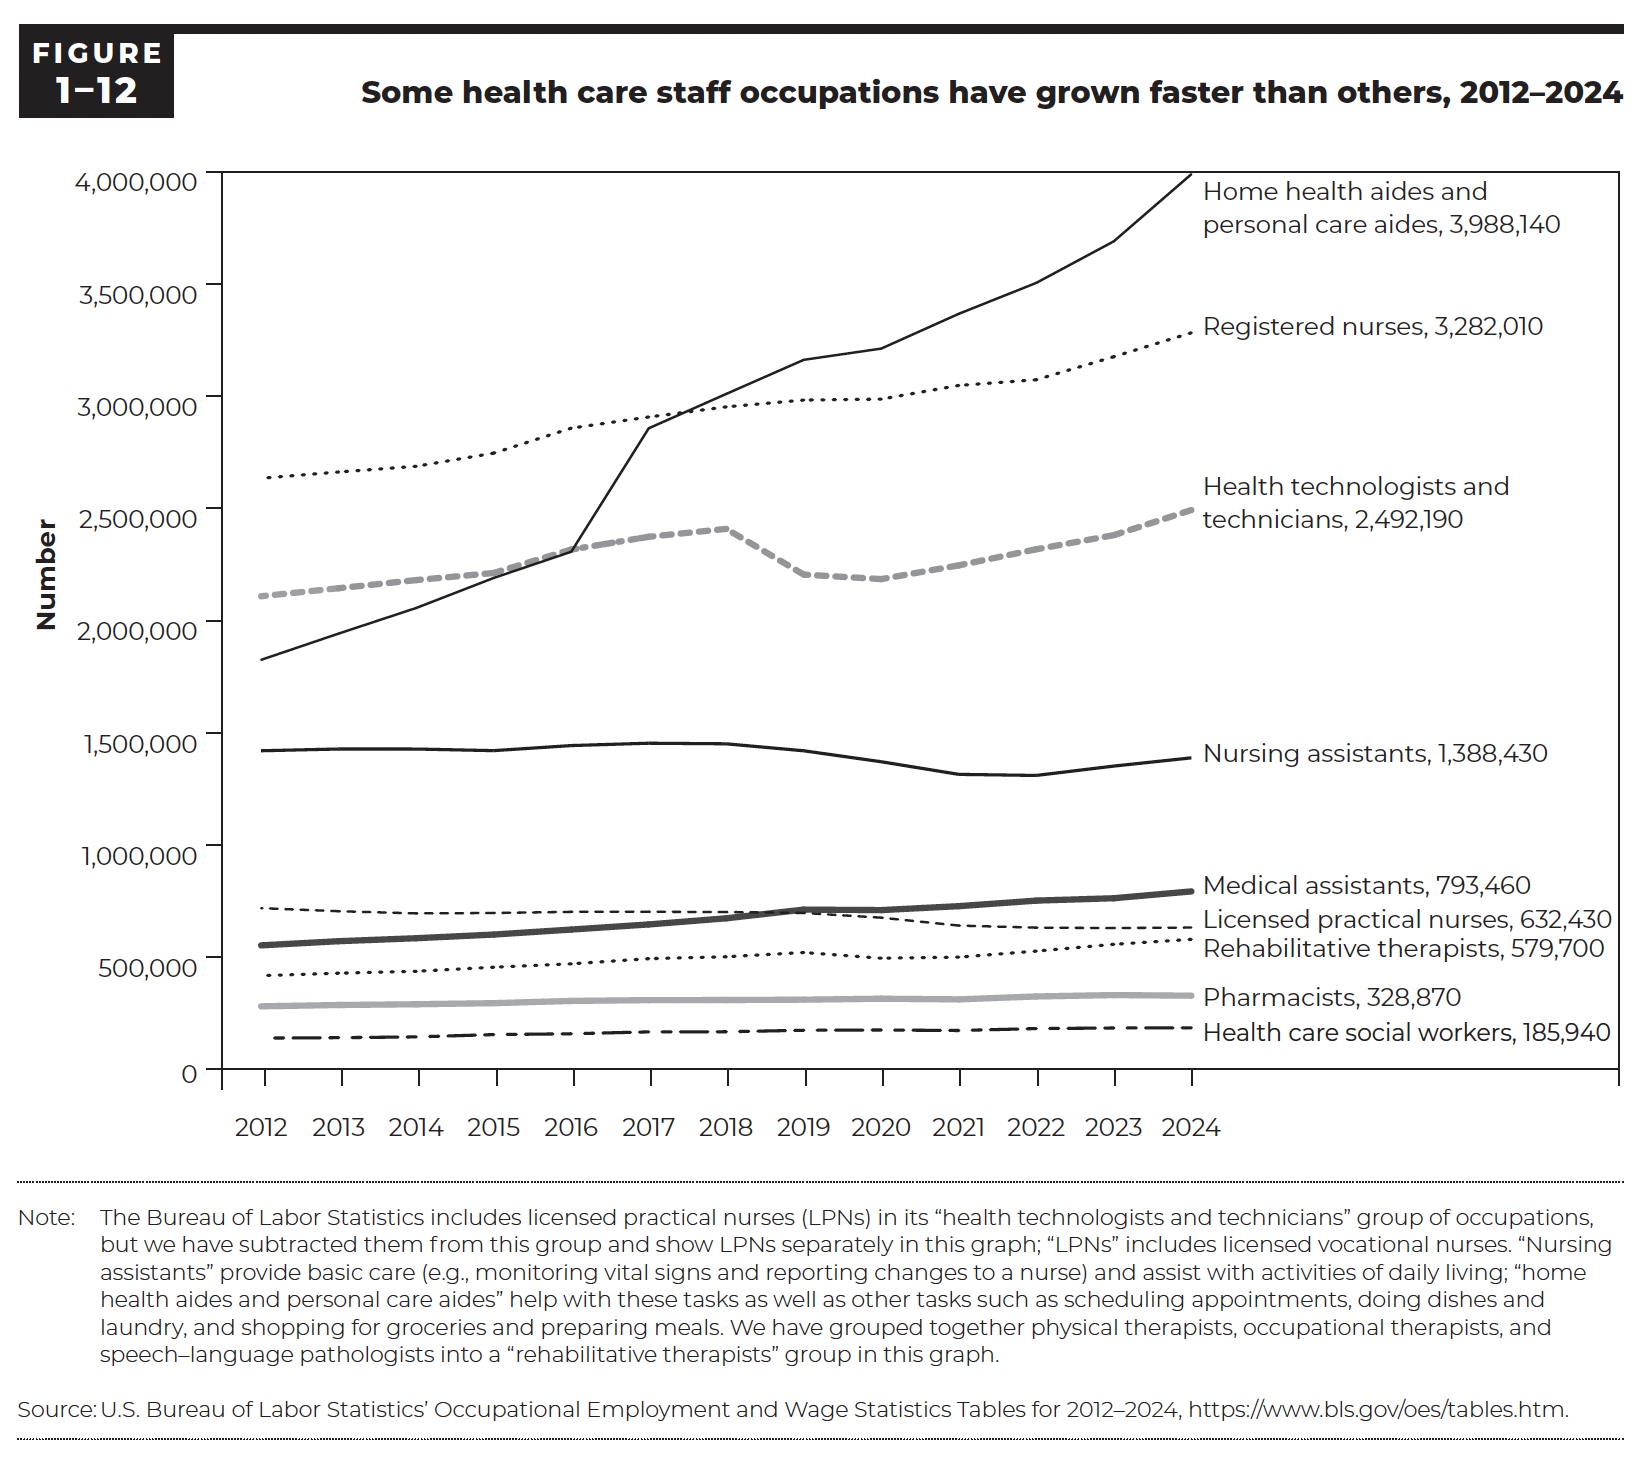 FIGURE
1–12
Some health care staff occupations have grown faster than others, 2012–2024
4,000,000
3,500,000
3,000,000
2,500,000
2,000,000
1,500,000
1,000,000
500,000
0
Number
Home health aides and
personal care aides, 3,988,140
Registered nurses, 3,282,010
Health technologists and
technicians, 2,492,190
Nursing assistants, 1,388,430
Medical assistants, 793,460
Licensed practical nurses, 632,430
Rehabilitative therapists, 579,700
Pharmacists, 328,870
Health care social workers, 185,940
2012 2013 2014 2015 2016 2017 2018 2019 2020 2021 2022 2023 2024
Note: The Bureau of Labor Statistics includes licensed practical nurses (LPNs) in its “health technologists and technicians” group of occupations,
but we have subtracted them from this group and show LPNs separately in this graph; “LPNs” includes licensed vocational nurses. “Nursing
assistants” provide basic care (e.g., monitoring vital signs and reporting changes to a nurse) and assist with activities of daily living; “home
health aides and personal care aides” help with these tasks as well as other tasks such as scheduling appointments, doing dishes and
laundry, and shopping for groceries and preparing meals. We have grouped together physical therapists, occupational therapists, and
speech–language pathologists into a “rehabilitative therapists” group in this graph.
Source: U.S. Bureau of Labor Statistics’ Occupational Employment and Wage Statistics Tables for 2012–2024, https://www.bls.gov/oes/tables.htm.